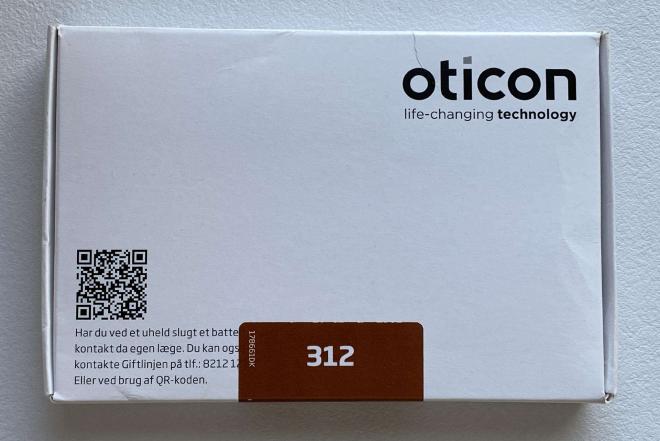 oticon
life-changing technology
Har du ved et uheld slugt et batte
kontakt da egen læge. Du kan ogs
kontakte Giftlinjen på tlf.: 8212 12
Eller ved brug af QR-koden.
178661DK
312